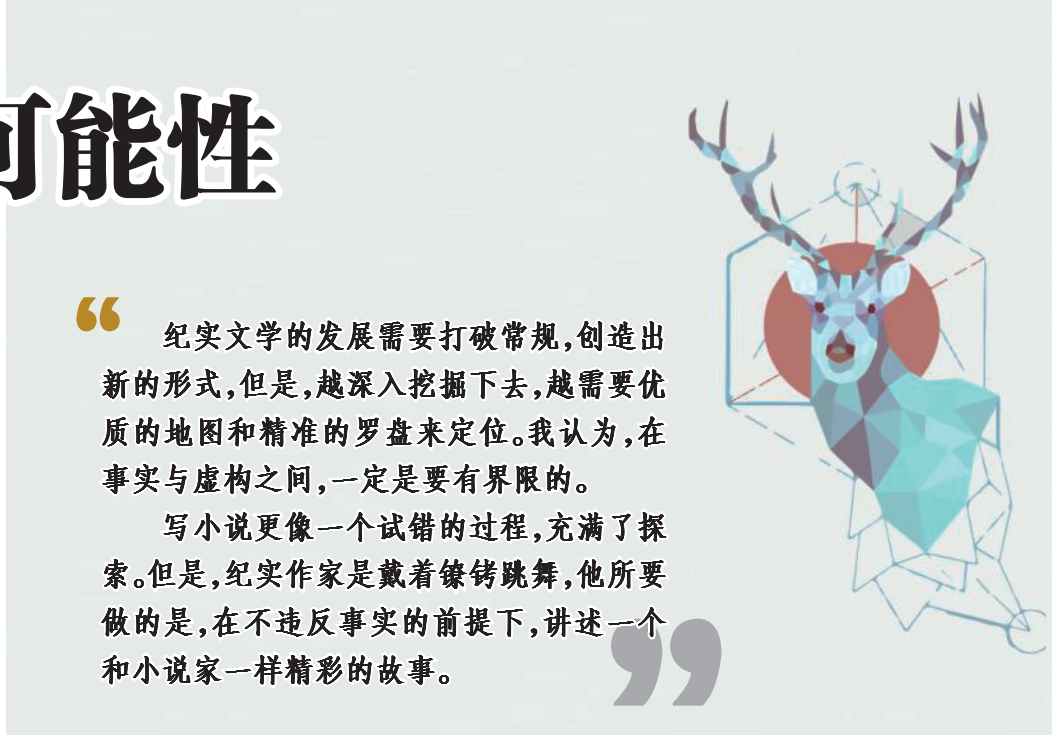 可能性
“
纪实文学的发展需要打破常规,创造出
新的形式,但是,越深入挖掘下去,越需要优
质的地图和精准的罗盘来定位。我认为,在
事实与虚构之间,一定是要有界限的。
写小说更像一个试错的过程,充满了探
索。但是,纪实作家是戴着镣铐跳舞,他所要
做的是,在不违反事实的前提下,讲述一个
和小说家一样精彩的故事。
”